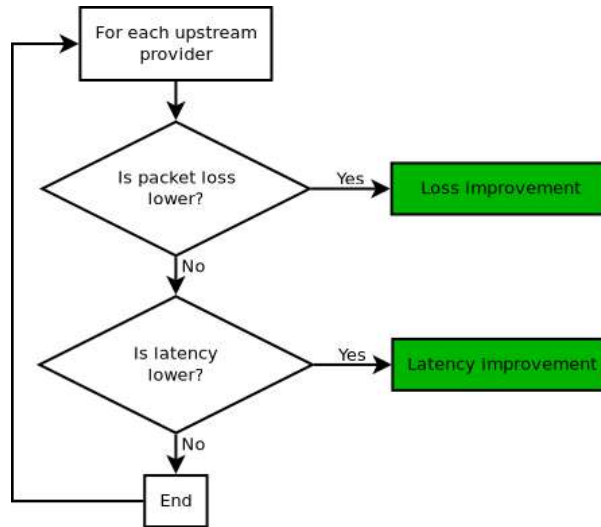 For each upstream
provider
Is packet loss
lower?
Yes
Loss Improvement
No
Is latency
lower?
Yes
Latency Improvement
No
End